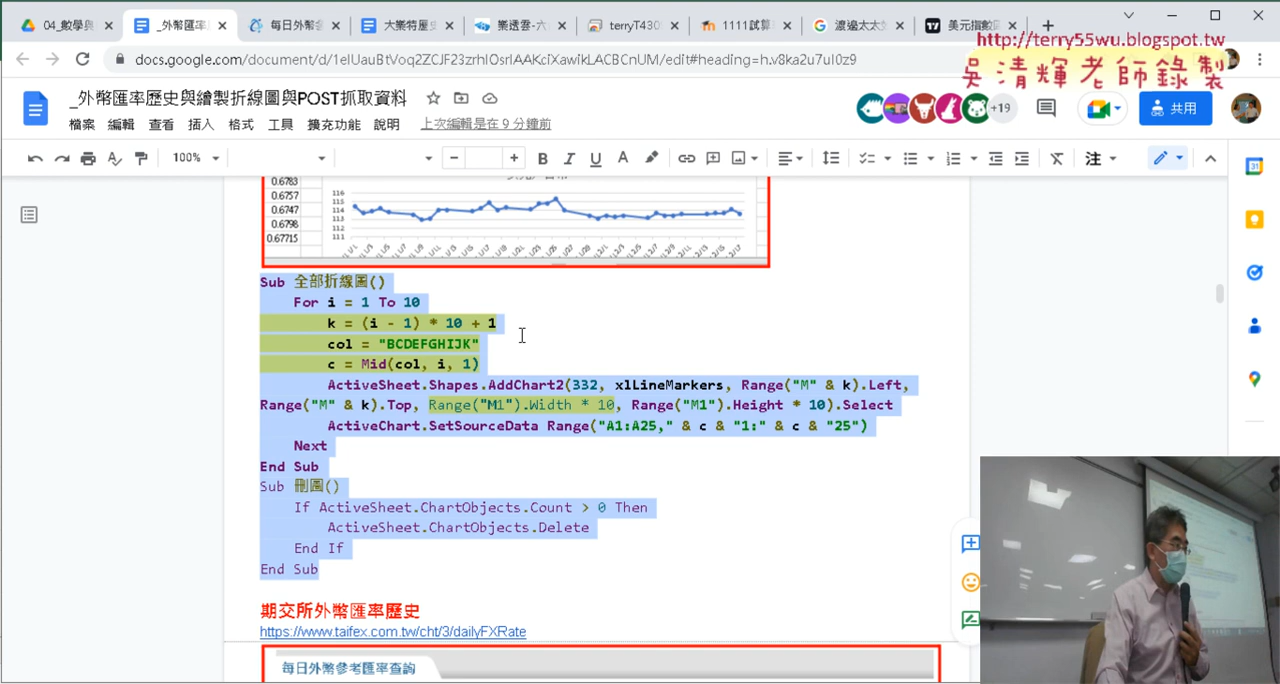 04_數學與
_外幣匯率
每日外幣參
大樂特歷史
樂透雲-六
terryT430
1111試算
渡邊太太
美元指數
docs.google.com/document/d/1elUauBtVoq2ZCJF23zrhIOsrIAAKciXawikLACBCnUM/edit#heading=h.v8ka2u7ul0z9
http://terry55wu.blogspot.tw
吳清輝老師錄製
_外幣匯率歷史與繪製折線圖與POST抓取資料
+19
共用
檔案 編輯 查看 插入 格式 工具 擴充功能 說明 上次編輯是在 9 分鐘前
100%
B I U A
注
0.6783
0.6757
0.6747
0.6798
0.67715
116
115
114
113
112
111
Sub 全部折線圖()
For i = 1 To 10
k = (i - 1) * 10 + 1
col = "BCDEFGHIJK"
c = Mid(col, i, 1)
ActiveSheet.Shapes.AddChart2(332, xlLineMarkers, Range("M" & k).Left,
Range("M" & k).Top, Range("M1").Width * 10, Range("M1").Height * 10).Select
ActiveChart.SetSourceData Range("A1:A25," & c & "1:" & c & "25")
Next
End Sub
Sub 刪圖()
If ActiveSheet.ChartObjects.Count > 0 Then
ActiveSheet.ChartObjects.Delete
End If
End Sub
期交所外幣匯率歷史
https://www.taifex.com.tw/cht/3/dailyFXRate
每日外幣參考匯率查詢